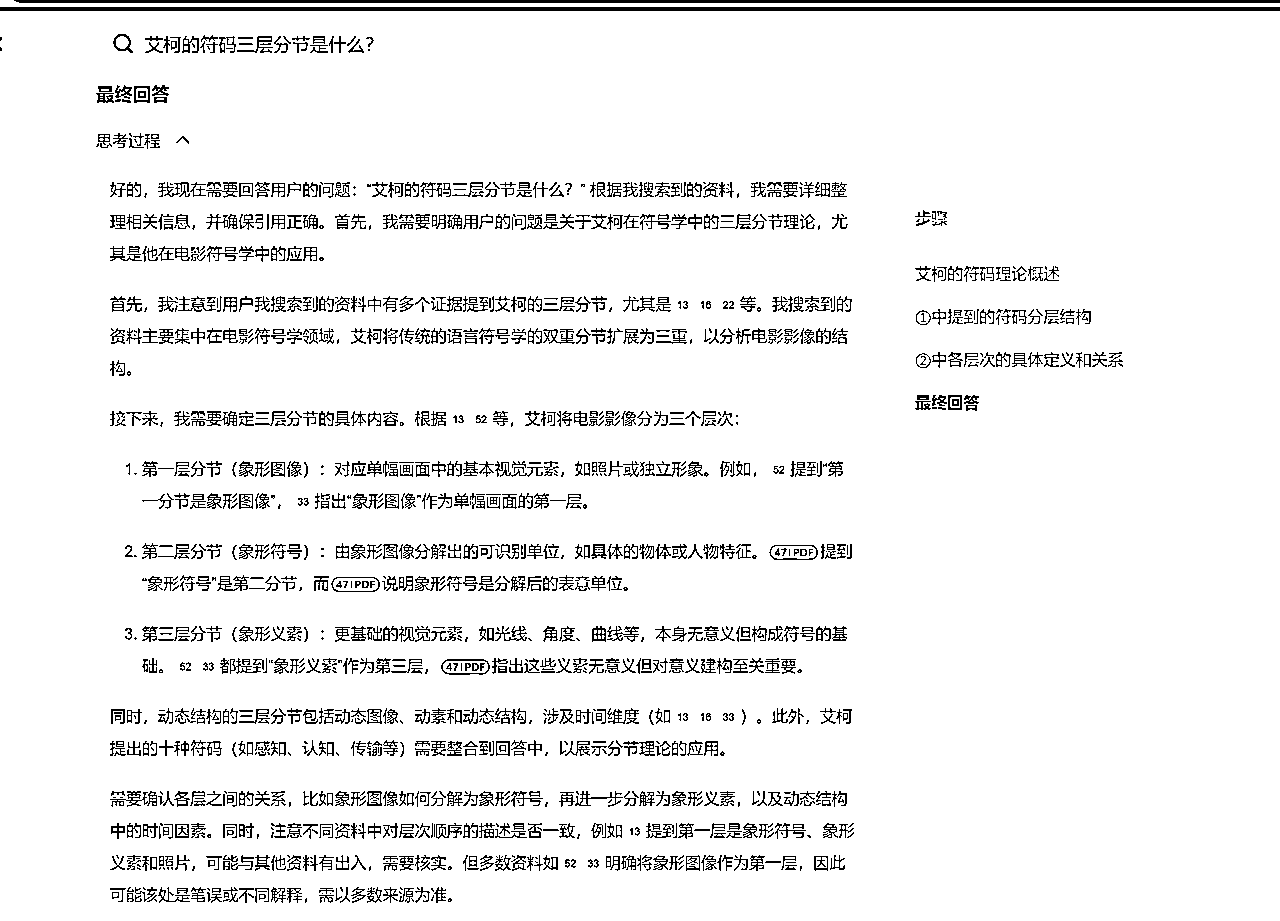 艾柯的符码三层分节是什么？
最终回答
思考过程
好的，我现在需要回答用户的问题：“艾柯的符码三层分节是什么？” 根据我搜索到的资料，我需要详细整
理相关信息，并确保引用正确。首先，我需要明确用户的问题是关于艾柯在符号学中的三层分节理论，尤
其是他在电影符号学中的应用。
首先，我注意到用户我搜索到的资料中有多个证据提到艾柯的三层分节，尤其是 13 16 22 等。我搜索到的
资料主要集中在电影符号学领域，艾柯将传统的语言符号学的双重分节扩展为三重，以分析电影影像的结
构。
接下来，我需要确定三层分节的具体内容。根据 13 52 等，艾柯将电影影像分为三个层次：
1. 第一层分节（象形图像）：对应单幅画面中的基本视觉元素，如照片或独立形象。例如， 52 提到“第
一分节是象形图像”， 33 指出“象形图像”作为单幅画面的第一层。
2. 第二层分节（象形符号）：由象形图像分解出的可识别单位，如具体的物体或人物特征。 47|PDF 提到
“象形符号”是第二分节，而 47|PDF 说明象形符号是分解后的表意单位。
3. 第三层分节（象形义素）：更基础的视觉元素，如光线、角度、曲线等，本身无意义但构成符号的基
础。 52 33 都提到“象形义素”作为第三层， 47|PDF 指出这些义素无意义但对意义建构至关重要。
同时，动态结构的三层分节包括动态图像、动素和动态结构，涉及时间维度（如 13 16 33 ）。此外，艾柯
提出的十种符码（如感知、认知、传输等）需要整合到回答中，以展示分节理论的应用。
需要确认各层之间的关系，比如象形图像如何分解为象形符号，再进一步分解为象形义素，以及动态结构
中的时间因素。同时，注意不同资料中对层次顺序的描述是否一致，例如 13 提到第一层是象形符号、象形
义素和照片，可能与其他资料有出入，需要核实。但多数资料如 52 33 明确将象形图像作为第一层，因此
可能该处是笔误或不同解释，需以多数来源为准。
步骤
艾柯的符码理论概述
①中提到的符码分层结构
②中各层次的具体定义和关系
最终回答